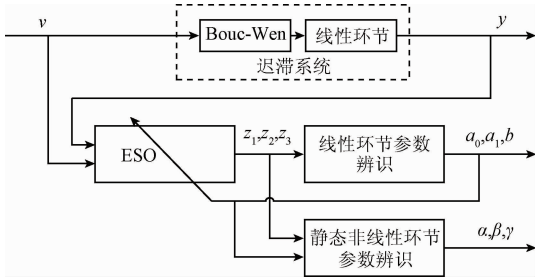 v
Bouc-Wen
线性环节
y
迟滞系统
ESO
z₁,z₂,z₃
线性环节参数
辨识
a₀,a₁,b
静态非线性环节
参数辨识
α,β,γ